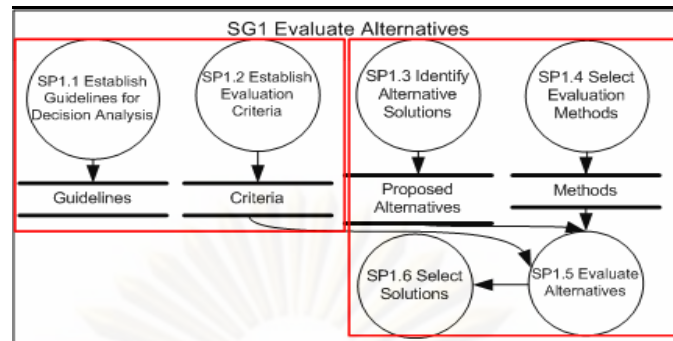 SG1 Evaluate Alternatives
SP1.1 Establish
Guidelines for
Decision Analysis
SP1.2 Establish
Evaluation
Criteria
SP1.3 Identify
Alternative
Solutions
SP1.4 Select
Evaluation
Methods
Guidelines
Criteria
Proposed
Alternatives
Methods
SP1.6 Select
Solutions
SP1.5 Evaluate
Alternatives